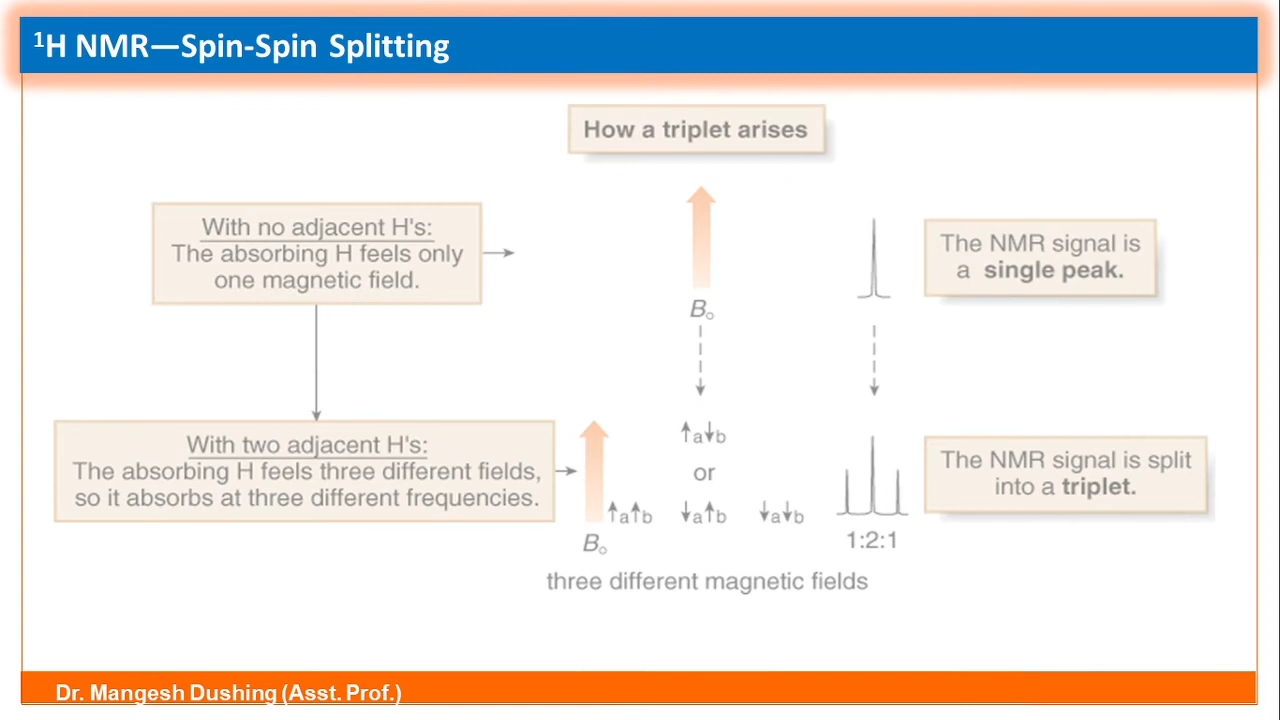 ¹H NMR—Spin-Spin Splitting
How a triplet arises
With no adjacent H's:
The absorbing H feels only
one magnetic field.
B₀
The NMR signal is
a single peak.
With two adjacent H's:
The absorbing H feels three different fields,
so it absorbs at three different frequencies.
B₀
↑a↓b
or
↑a↑b ↓a↑b ↓a↓b
three different magnetic fields
1:2:1
The NMR signal is split
into a triplet.
Dr. Mangesh Dushing (Asst. Prof.)